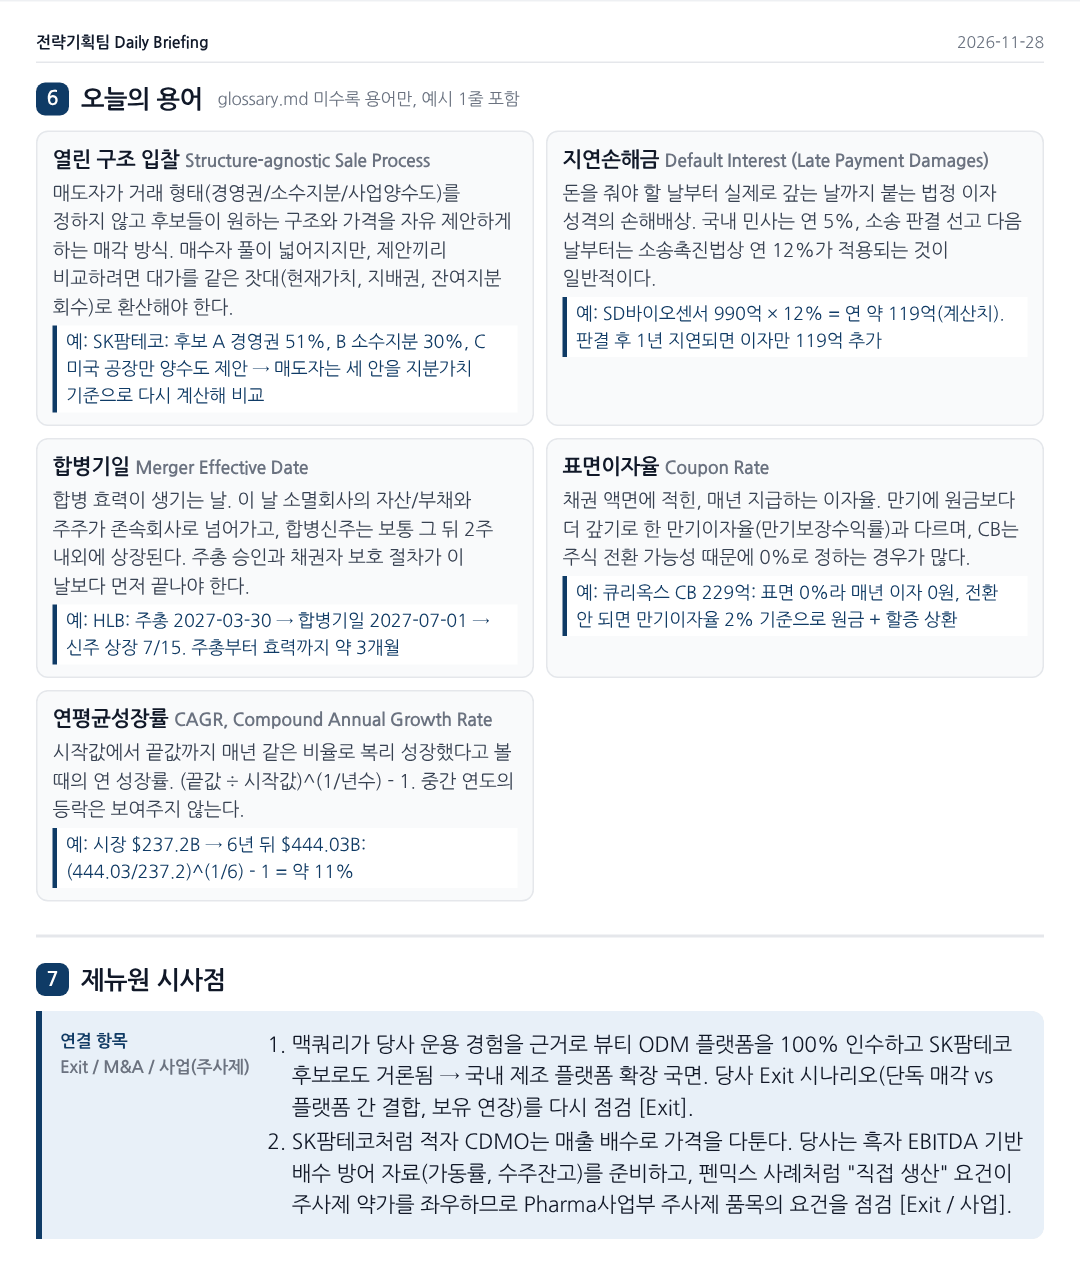 전략기획팀 Daily Briefing
2026-11-28
6 오늘의 용어 glossary.md 미수록 용어만, 예시 1줄 포함
열린 구조 입찰 Structure-agnostic Sale Process
매도자가 거래 형태(경영권/소수지분/사업양수도)를
정하지 않고 후보들이 원하는 구조와 가격을 자유 제안하게
하는 매각 방식. 매수자 풀이 넓어지지만, 제안끼리
비교하려면 대가를 같은 잣대(현재가치, 지배권, 잔여지분
회수)로 환산해야 한다.
예: SK팜테코: 후보 A 경영권 51%, B 소수지분 30%, C
미국 공장만 양수도 제안 → 매도자는 세 안을 지분가치
기준으로 다시 계산해 비교
지연손해금 Default Interest (Late Payment Damages)
돈을 줘야 할 날부터 실제로 갚는 날까지 붙는 법정 이자
성격의 손해배상. 국내 민사는 연 5%, 소송 판결 선고 다음
날부터는 소송촉진법상 연 12%가 적용되는 것이
일반적이다.
예: SD바이오센서 990억 × 12% = 연 약 119억(계산치).
판결 후 1년 지연되면 이자만 119억 추가
합병기일 Merger Effective Date
합병 효력이 생기는 날. 이 날 소멸회사의 자산/부채와
주주가 존속회사로 넘어가고, 합병신주는 보통 그 뒤 2주
내외에 상장된다. 주총 승인과 채권자 보호 절차가 이
날보다 먼저 끝나야 한다.
예: HLB: 주총 2027-03-30 → 합병기일 2027-07-01 →
신주 상장 7/15. 주총부터 효력까지 약 3개월
표면이자율 Coupon Rate
채권 액면에 적힌, 매년 지급하는 이자율. 만기에 원금보다
더 갚기로 한 만기이자율(만기보장수익률)과 다르며, CB는
주식 전환 가능성 때문에 0%로 정하는 경우가 많다.
예: 큐리옥스 CB 229억: 표면 0%라 매년 이자 0원, 전환
안 되면 만기이자율 2% 기준으로 원금 + 할증 상환
연평균성장률 CAGR, Compound Annual Growth Rate
시작값에서 끝값까지 매년 같은 비율로 복리 성장했다고 볼
때의 연 성장률. (끝값 ÷ 시작값)^(1/년수) - 1. 중간 연도의
등락은 보여주지 않는다.
예: 시장 $237.2B → 6년 뒤 $444.03B:
(444.03/237.2)^(1/6) - 1 = 약 11%
7 제뉴원 시사점
연결 항목
Exit / M&A / 사업(주사제)
1. 맥쿼리가 당사 운용 경험을 근거로 뷰티 ODM 플랫폼을 100% 인수하고 SK팜테코
후보로도 거론됨 → 국내 제조 플랫폼 확장 국면. 당사 Exit 시나리오(단독 매각 vs
플랫폼 간 결합, 보유 연장)를 다시 점검 [Exit].
2. SK팜테코처럼 적자 CDMO는 매출 배수로 가격을 다툰다. 당사는 흑자 EBITDA 기반
배수 방어 자료(가동률, 수주잔고)를 준비하고, 펜믹스 사례처럼 "직접 생산" 요건이
주사제 약가를 좌우하므로 Pharma사업부 주사제 품목의 요건을 점검 [Exit / 사업].